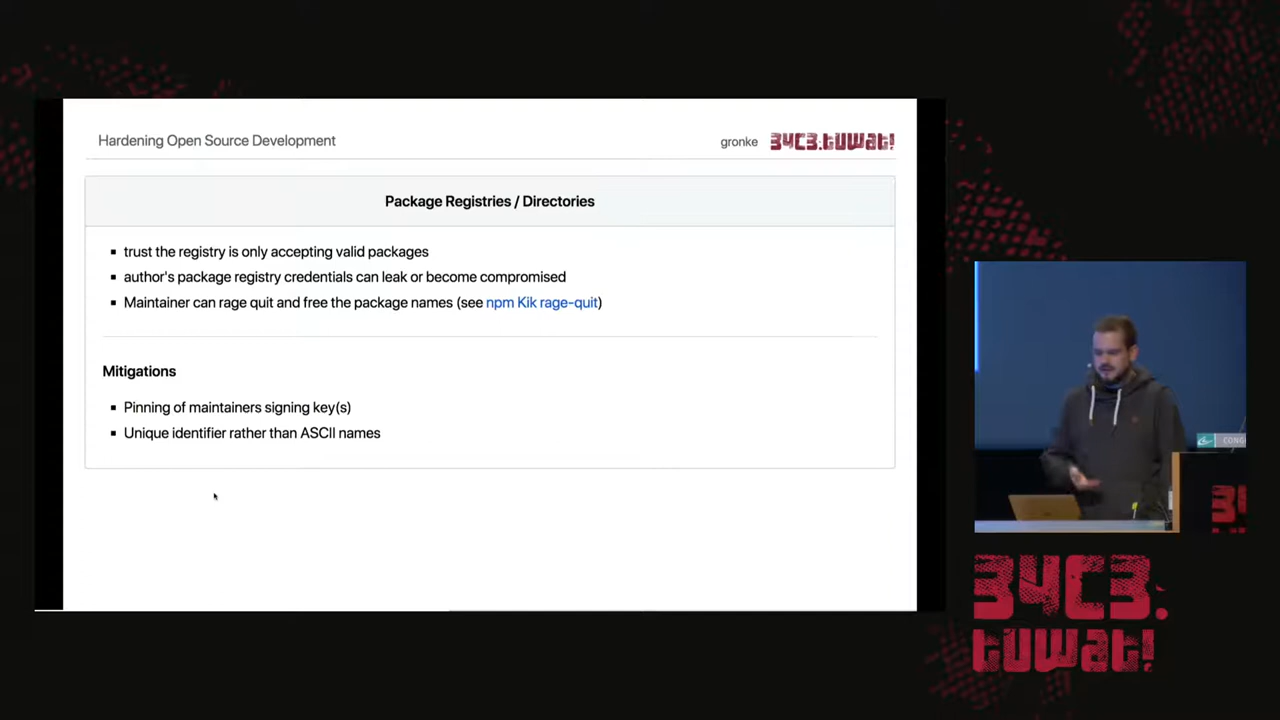 Hardening Open Source Development
gronke 34C3.tuwat!
Package Registries / Directories
▪ trust the registry is only accepting valid packages
▪ author's package registry credentials can leak or become compromised
▪ Maintainer can rage quit and free the package names (see npm Kik rage-quit)
Mitigations
▪ Pinning of maintainers signing key(s)
▪ Unique identifier rather than ASCII names
34C3.
tuwat!